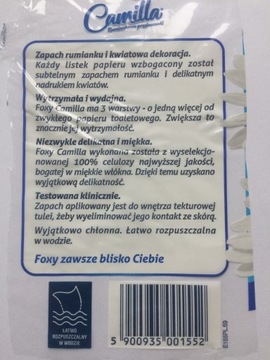 Camilla
Zapach rumianku i kwiatowa dekoracja.
Każdy listek papieru wzbogacony został
subtelnym zapachem rumianku i delikatnym
nadrukiem kwiatów.
Wytrzymała i wydajna.
Foxy Camilla ma 3 warstwy - o jedną więcej od
zwykłego papieru toaletowego. Zwiększa to
znacznie jej wytrzymałość.
Niezwykle delikatna i miękka.
Foxy Camilla wykonana została z wyselekcjo-
nowanej 100% celulozy najwyższej jakości,
bogatej w miękkie włókna. Dzięki temu uzyskano
wyjątkową delikatność.
Testowana klinicznie.
Zapach aplikowany jest do wnętrza tekturowej
tulei, żeby wyeliminować jego kontakt ze skórą.
Wyjątkowo chłonna. Łatwo rozpuszczalna
w wodzie.
Foxy zawsze blisko Ciebie
ŁATWO
ROZPUSZCZALNY
W WODZIE
5 900935 001552